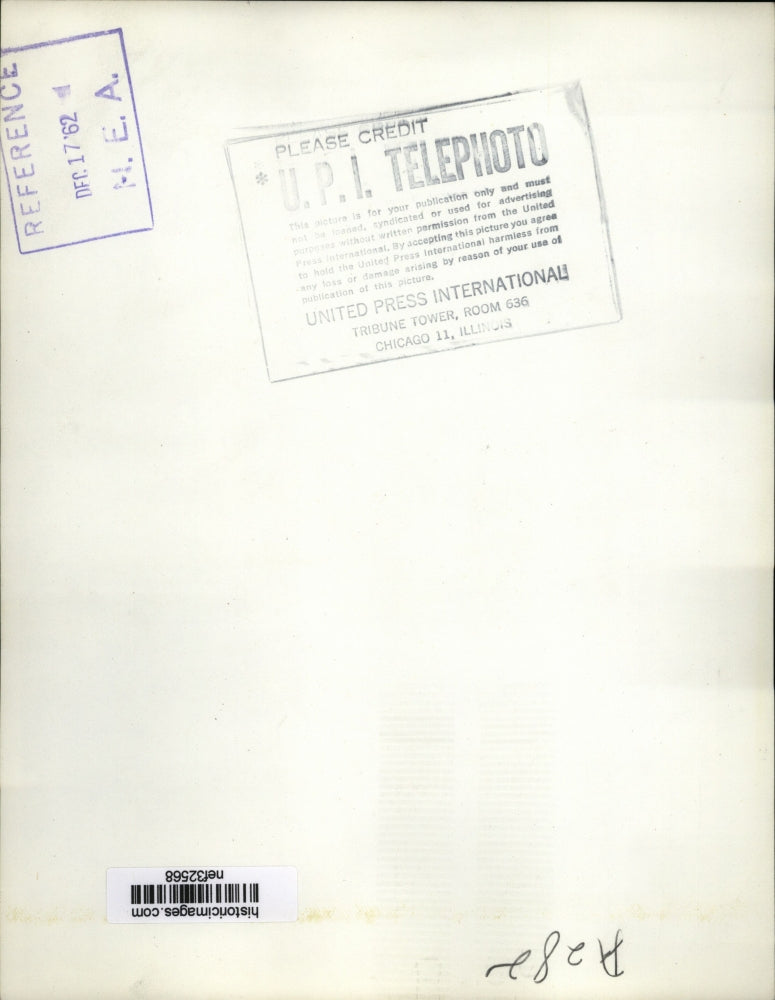 REFERENCE
DEC. 17 '62
N. E. A.
PLEASE CREDIT
* U. P. I. TELEPHOTO
This picture is for your publication only and must
not be loaned, syndicated or used for advertising
purposes without written permission from the United
Press International. By accepting this picture you agree
to hold the United Press International harmless from
any loss or damage arising by reason of your use of
publication of this picture.
UNITED PRESS INTERNATIONAL
TRIBUNE TOWER, ROOM 636
CHICAGO 11, ILLINOIS
historicimages.com
nef32568